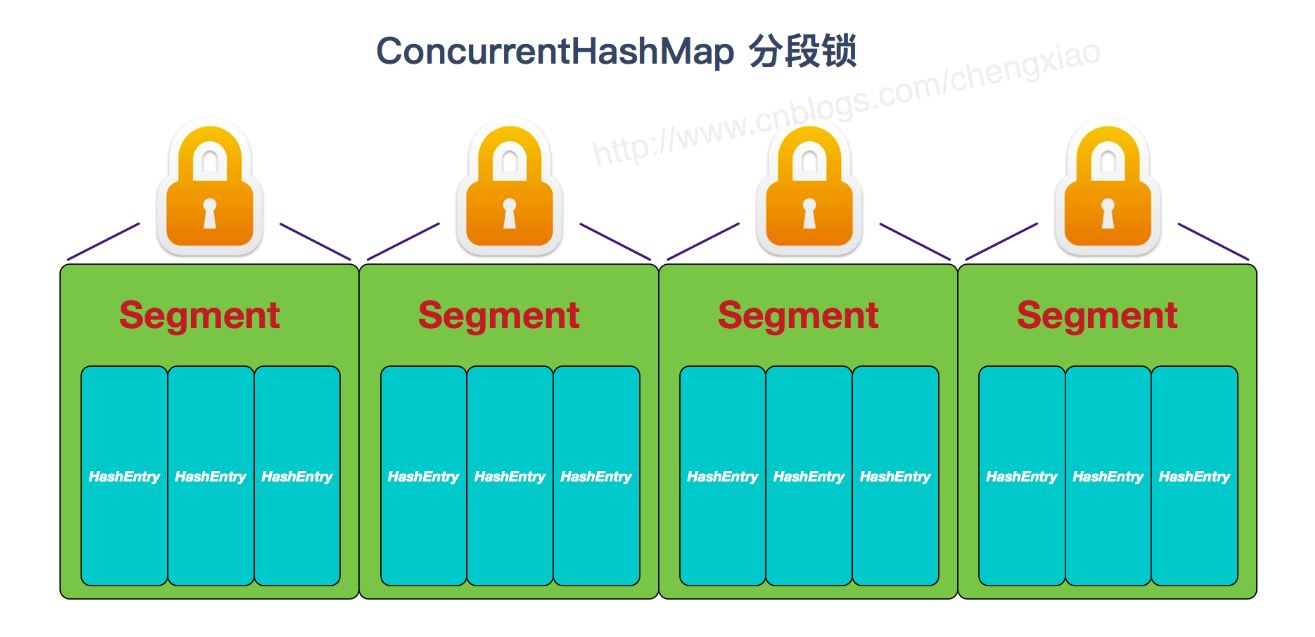 ConcurrentHashMap 分段锁
http://www.cnblogs.com/chengxiao
Segment Segment Segment Segment
HashEntry HashEntry HashEntry HashEntry HashEntry HashEntry HashEntry HashEntry HashEntry HashEntry HashEntry HashEntry